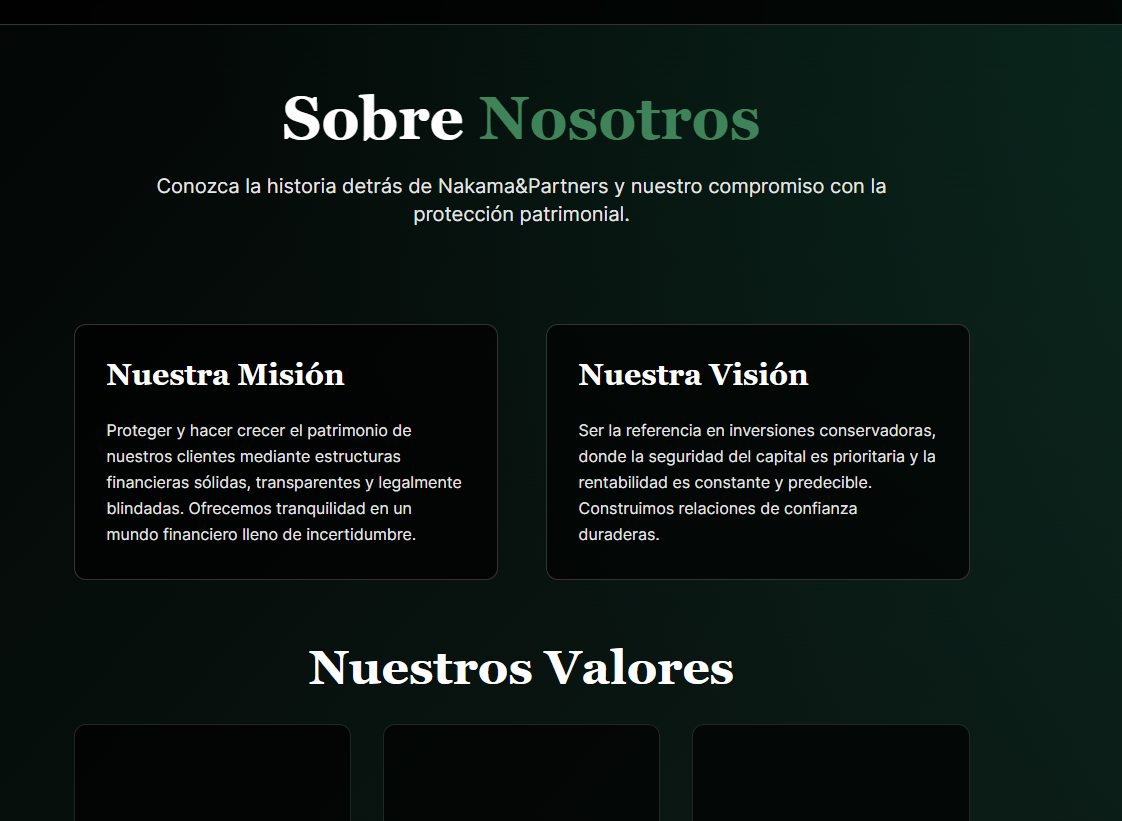 Sobre Nosotros
Conozca la historia detrás de Nakama&Partners y nuestro compromiso con la
protección patrimonial.
Nuestra Misión
Proteger y hacer crecer el patrimonio de
nuestros clientes mediante estructuras
financieras sólidas, transparentes y legalmente
blindadas. Ofrecemos tranquilidad en un
mundo financiero lleno de incertidumbre.
Nuestra Visión
Ser la referencia en inversiones conservadoras,
donde la seguridad del capital es prioritaria y la
rentabilidad es constante y predecible.
Construimos relaciones de confianza
duraderas.
Nuestros Valores